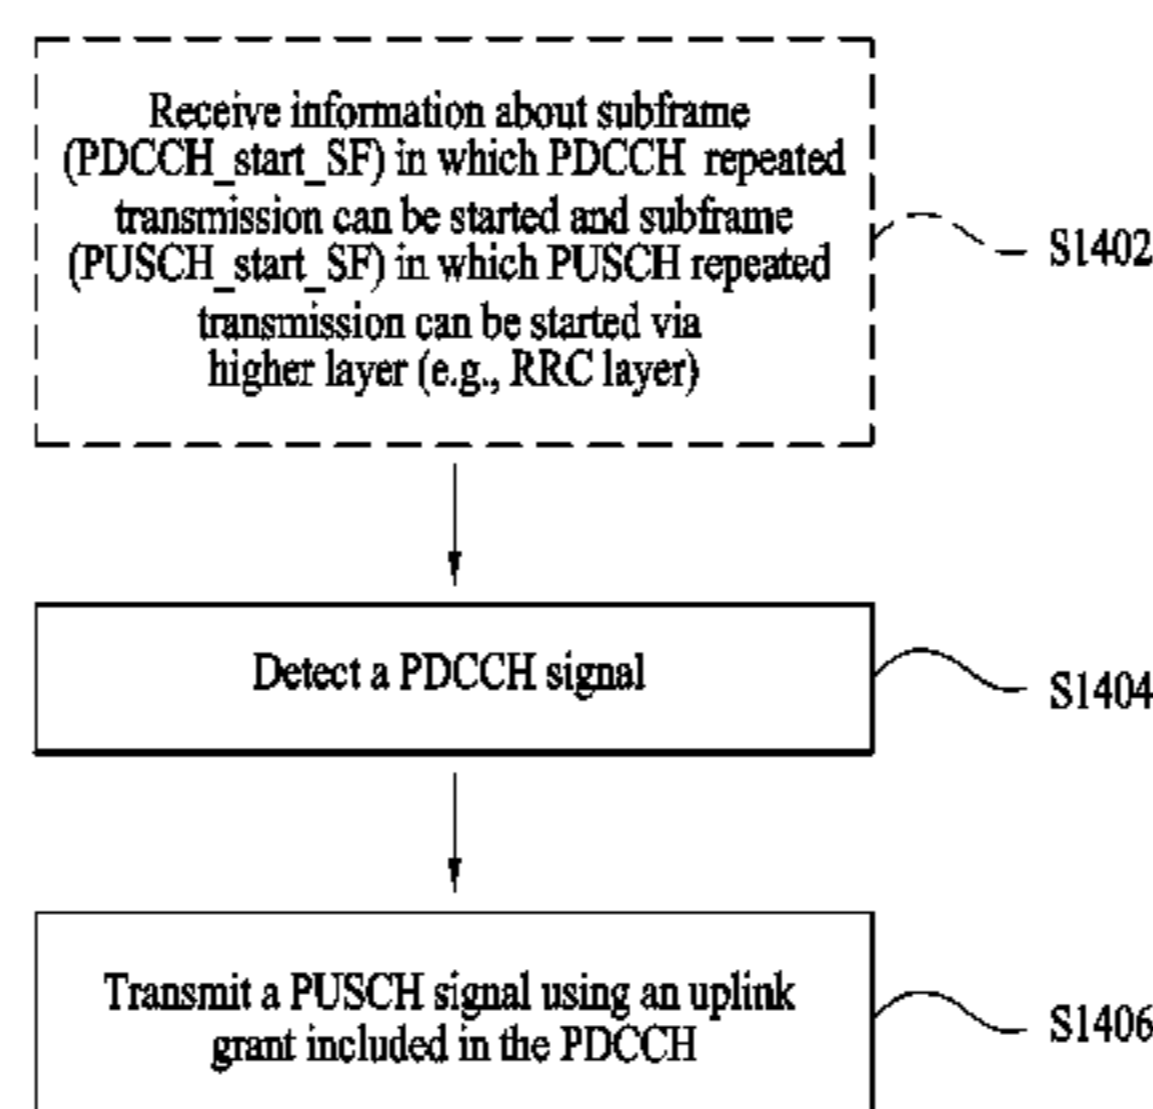 Receive information about subframe
(PDCCH_start_SF) in which PDCCH repeated
transmission can be started and subframe
(PUSCH_start_SF) in which PUSCH repeated
transmission can be started via
higher layer (e.g., RRC layer)
S1402
Detect a PDCCH signal
S1404
Transmit a PUSCH signal using an uplink
grant included in the PDCCH
S1406